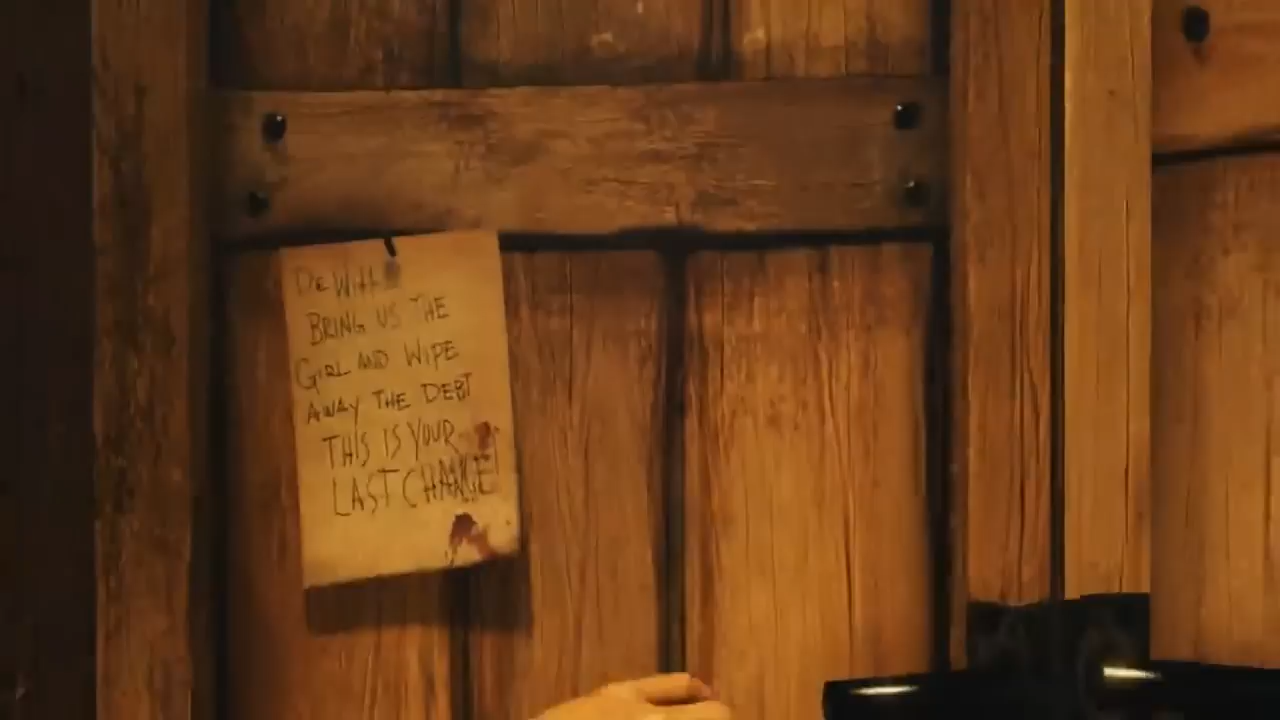 DeWitt
BRING US THE
GIRL AND WIPE
AWAY THE DEBT
THIS IS YOUR
LAST CHANCE!